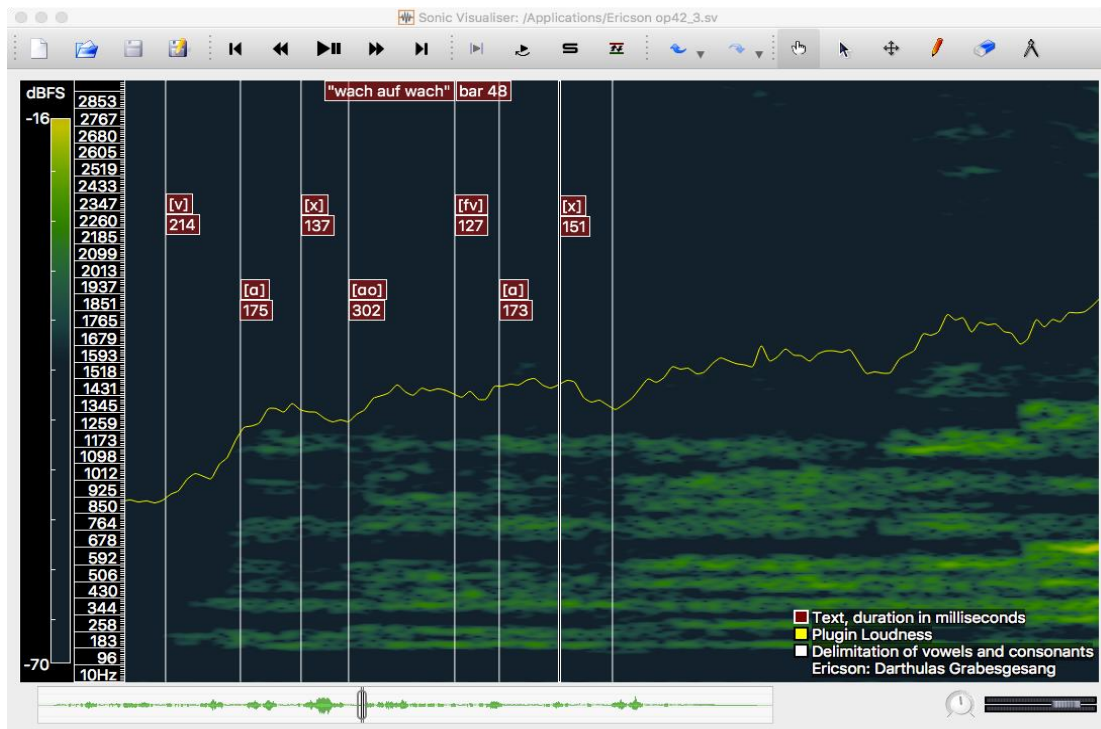 Sonic Visualiser: /Applications/Ericson op42_3.sv
dBFS
-16
-70
2853
2767
2680
2605
2519
2433
2347
2260
2185
2099
2013
1937
1851
1765
1679
1593
1518
1431
1345
1259
1173
1098
1012
925
850
764
678
592
506
430
344
258
183
96
10Hz
"wach auf wach" bar 48
[v]
214
[ɑ]
175
[x]
137
[ɑo]
302
[fv]
127
[ɑ]
173
[x]
151
Text, duration in milliseconds
Plugin Loudness
Delimitation of vowels and consonants
Ericson: Darthulas Grabesgesang